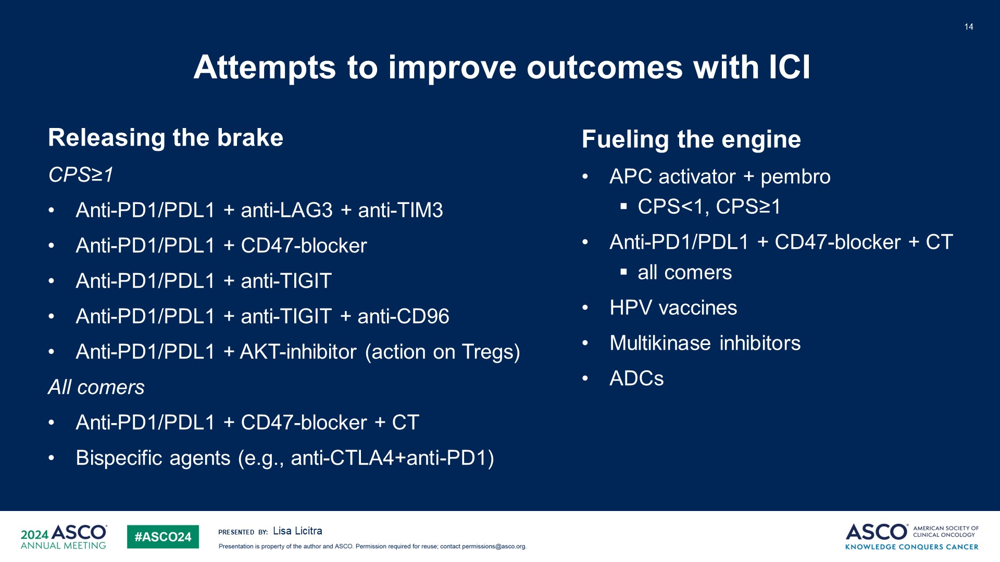 14
Attempts to improve outcomes with ICI
Releasing the brake
CPS≥1
• Anti-PD1/PDL1 + anti-LAG3 + anti-TIM3
• Anti-PD1/PDL1 + CD47-blocker
• Anti-PD1/PDL1 + anti-TIGIT
• Anti-PD1/PDL1 + anti-TIGIT + anti-CD96
• Anti-PD1/PDL1 + AKT-inhibitor (action on Tregs)
All comers
• Anti-PD1/PDL1 + CD47-blocker + CT
• Bispecific agents (e.g., anti-CTLA4+anti-PD1)
Fueling the engine
• APC activator + pembro
▪ CPS<1, CPS≥1
• Anti-PD1/PDL1 + CD47-blocker + CT
▪ all comers
• HPV vaccines
• Multikinase inhibitors
• ADCs
2024 ASCO®
ANNUAL MEETING
#ASCO24
PRESENTED BY: Lisa Licitra
Presentation is property of the author and ASCO. Permission required for reuse; contact permissions@asco.org.
ASCO® AMERICAN SOCIETY OF
CLINICAL ONCOLOGY
KNOWLEDGE CONQUERS CANCER